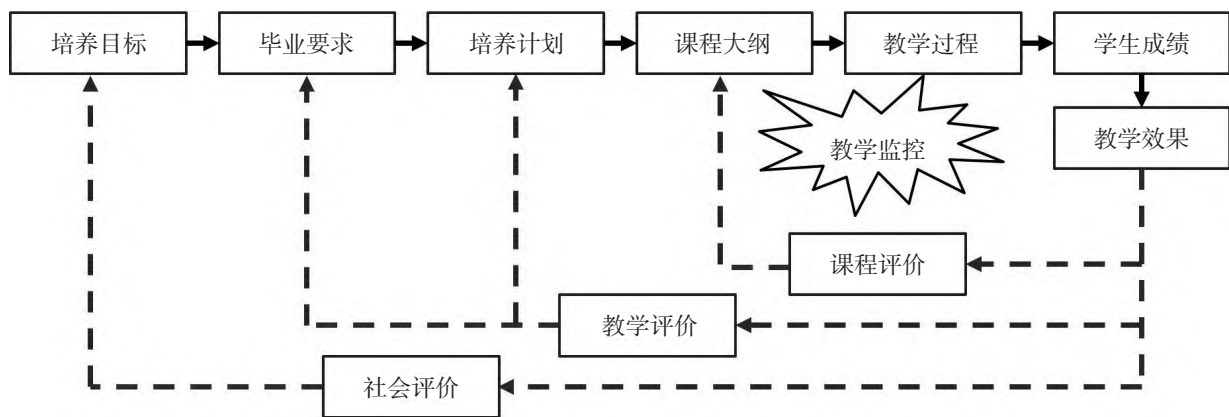 培养目标
毕业要求
培养计划
课程大纲
教学过程
学生成绩
教学监控
教学效果
课程评价
教学评价
社会评价